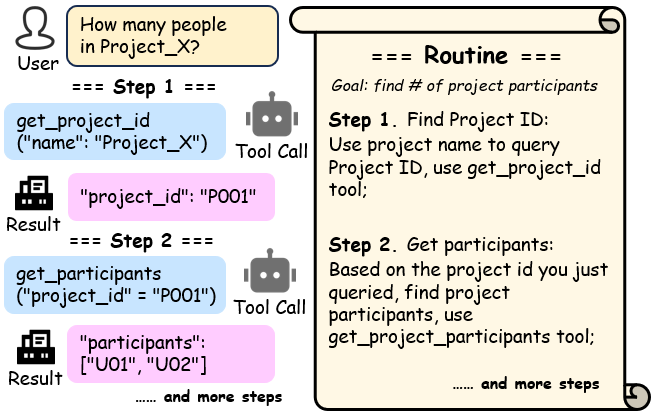 How many people
in Project_X?
User
=== Step 1 ===
get_project_id
("name": "Project_X")
Tool Call
"project_id": "P001"
Result
=== Step 2 ===
get_participants
("project_id" = "P001")
Tool Call
"participants":
["U01", "U02"]
Result
...... and more steps
=== Routine ===
Goal: find # of project participants
Step 1. Find Project ID:
Use project name to query
Project ID, use get_project_id
tool;
Step 2. Get participants:
Based on the project id you just
queried, find project
participants, use
get_project_participants tool;
...... and more steps